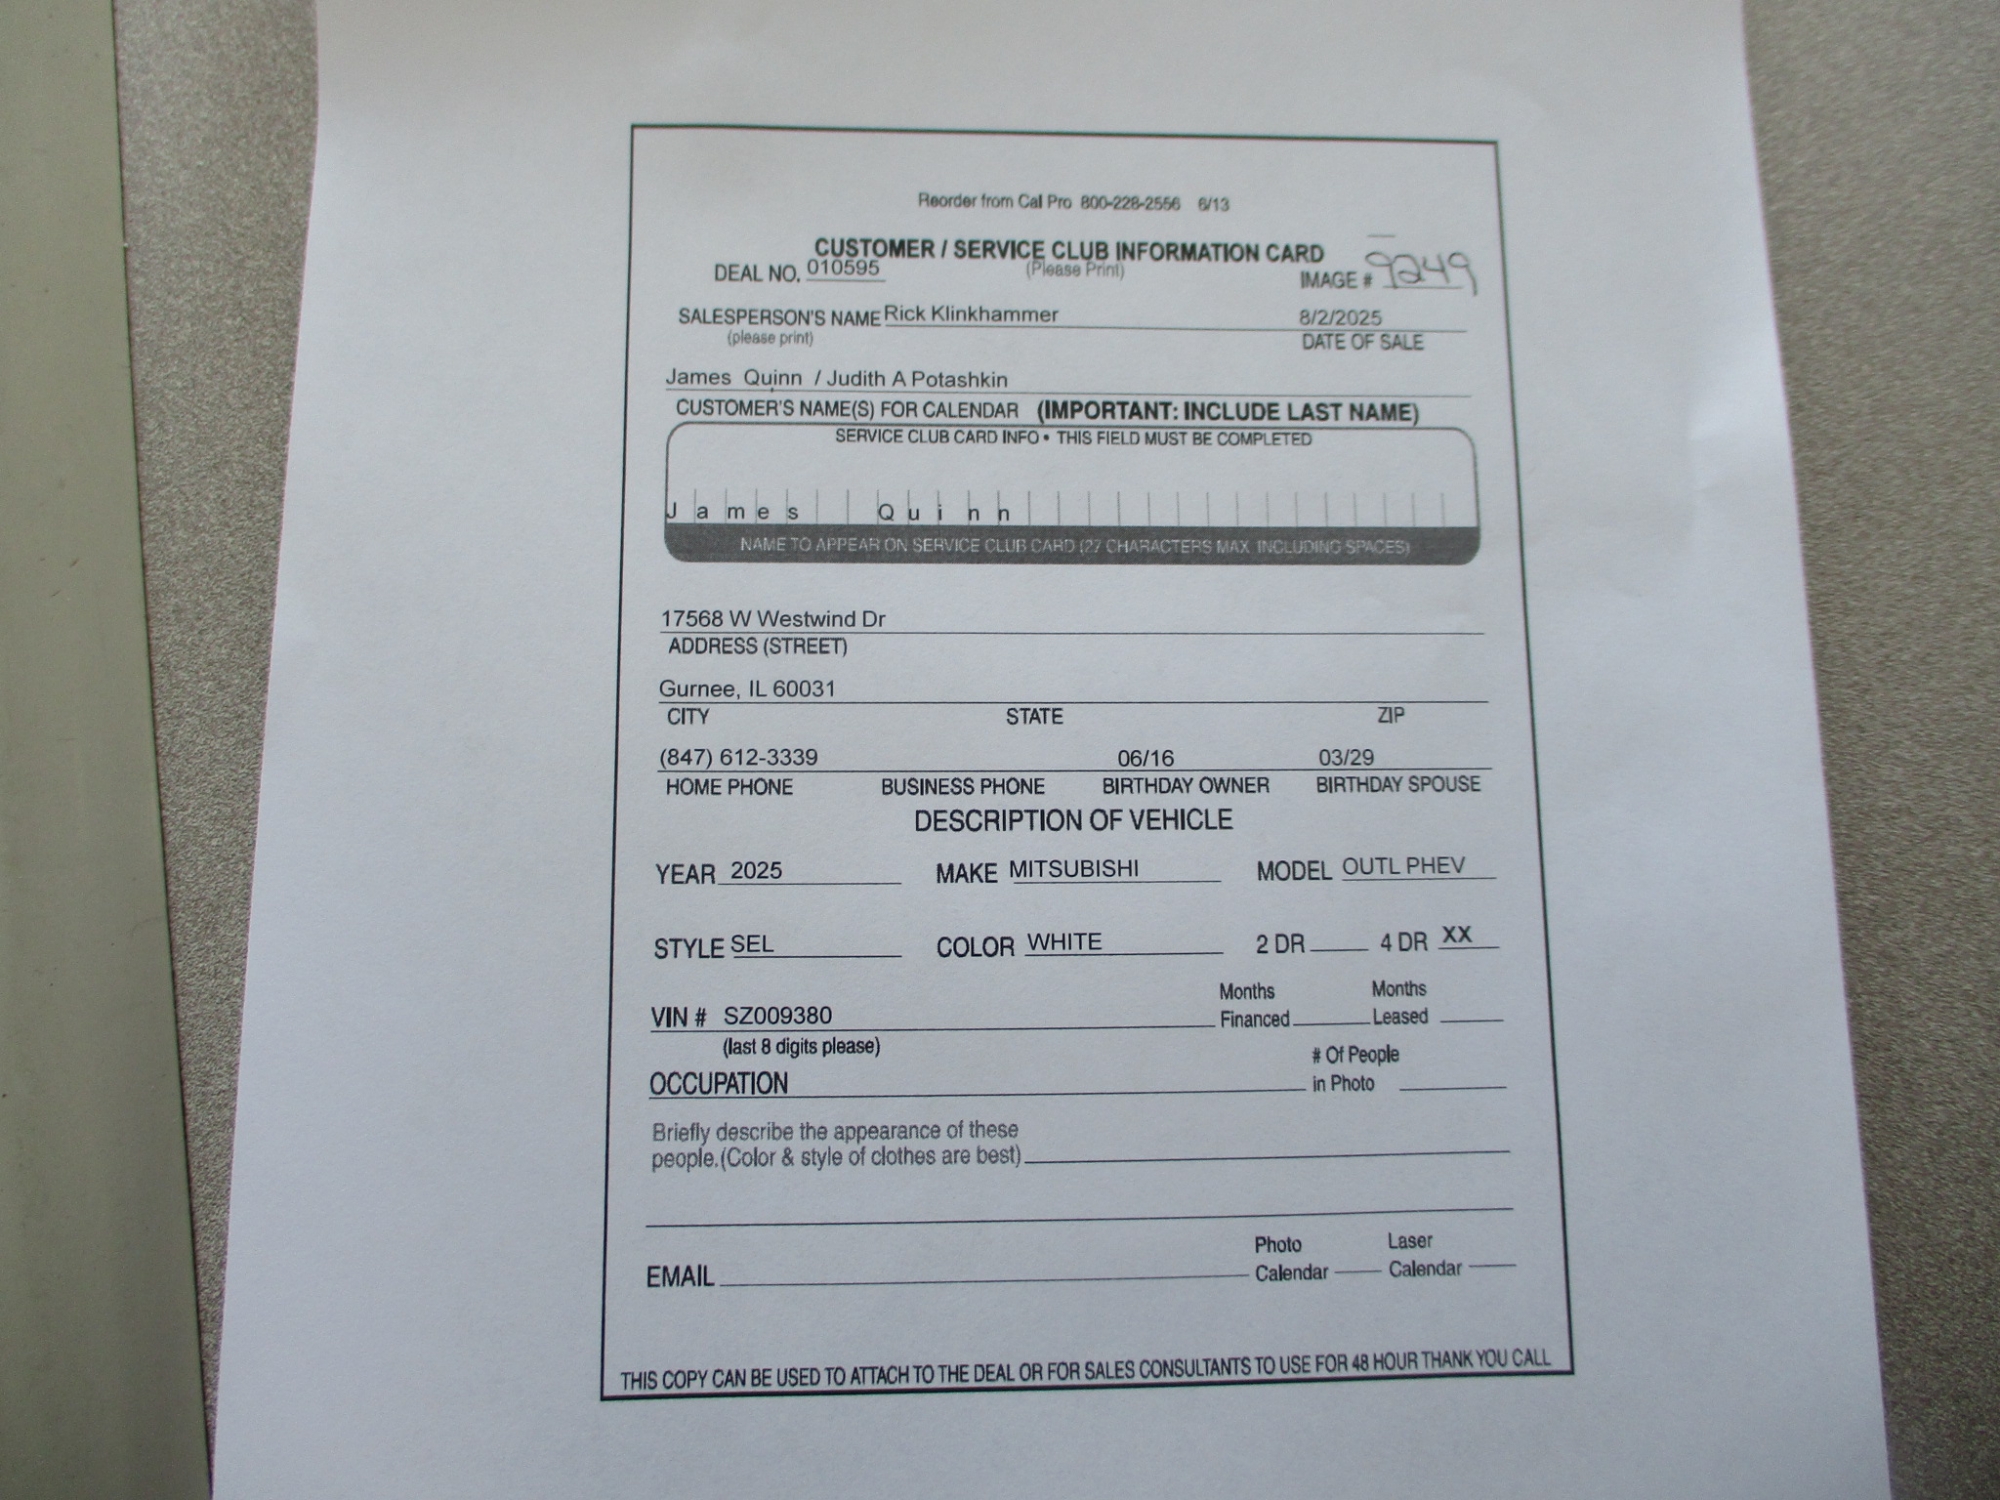 Reorder from Cal Pro 800-228-2556 6/13
CUSTOMER / SERVICE CLUB INFORMATION CARD
DEAL NO. 010595 (Please Print) IMAGE # 9249
SALESPERSON'S NAME Rick Klinkhammer 8/2/2025
(please print) DATE OF SALE
James Quinn / Judith A Potashkin
CUSTOMER'S NAME(S) FOR CALENDAR (IMPORTANT: INCLUDE LAST NAME)
SERVICE CLUB CARD INFO • THIS FIELD MUST BE COMPLETED
James Quinn
NAME TO APPEAR ON SERVICE CLUB CARD (27 CHARACTERS MAX INCLUDING SPACES)
17568 W Westwind Dr
ADDRESS (STREET)
Gurnee, IL 60031
CITY STATE ZIP
(847) 612-3339 06/16 03/29
HOME PHONE BUSINESS PHONE BIRTHDAY OWNER BIRTHDAY SPOUSE
DESCRIPTION OF VEHICLE
YEAR 2025 MAKE MITSUBISHI MODEL OUTL PHEV
STYLE SEL COLOR WHITE 2 DR 4 DR XX
Months Months
VIN # SZ009380 Financed Leased
(last 8 digits please) # Of People
OCCUPATION in Photo
Briefly describe the appearance of these
people.(Color & style of clothes are best)
Photo Laser
EMAIL Calendar Calendar
THIS COPY CAN BE USED TO ATTACH TO THE DEAL OR FOR SALES CONSULTANTS TO USE FOR 48 HOUR THANK YOU CALL